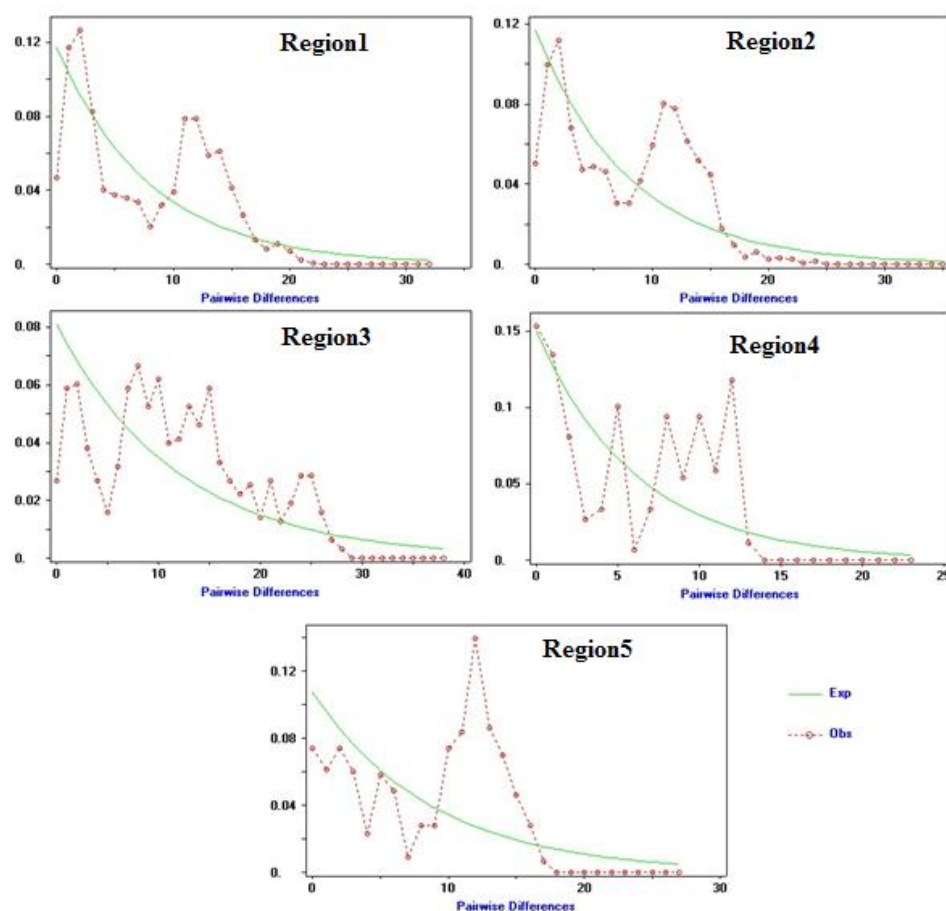 Region1
0.12
0.08
0.04
0.
0 10 20 30
Pairwise Differences
Region2
0.12
0.08
0.04
0.
0 10 20 30
Pairwise Differences
Region3
0.08
0.06
0.04
0.02
0.
0 10 20 30 40
Pairwise Differences
Region4
0.15
0.1
0.05
0.
0 5 10 15 20 25
Pairwise Differences
Region5
0.12
0.08
0.04
0.
0 10 20 30
Pairwise Differences
Exp
Obs